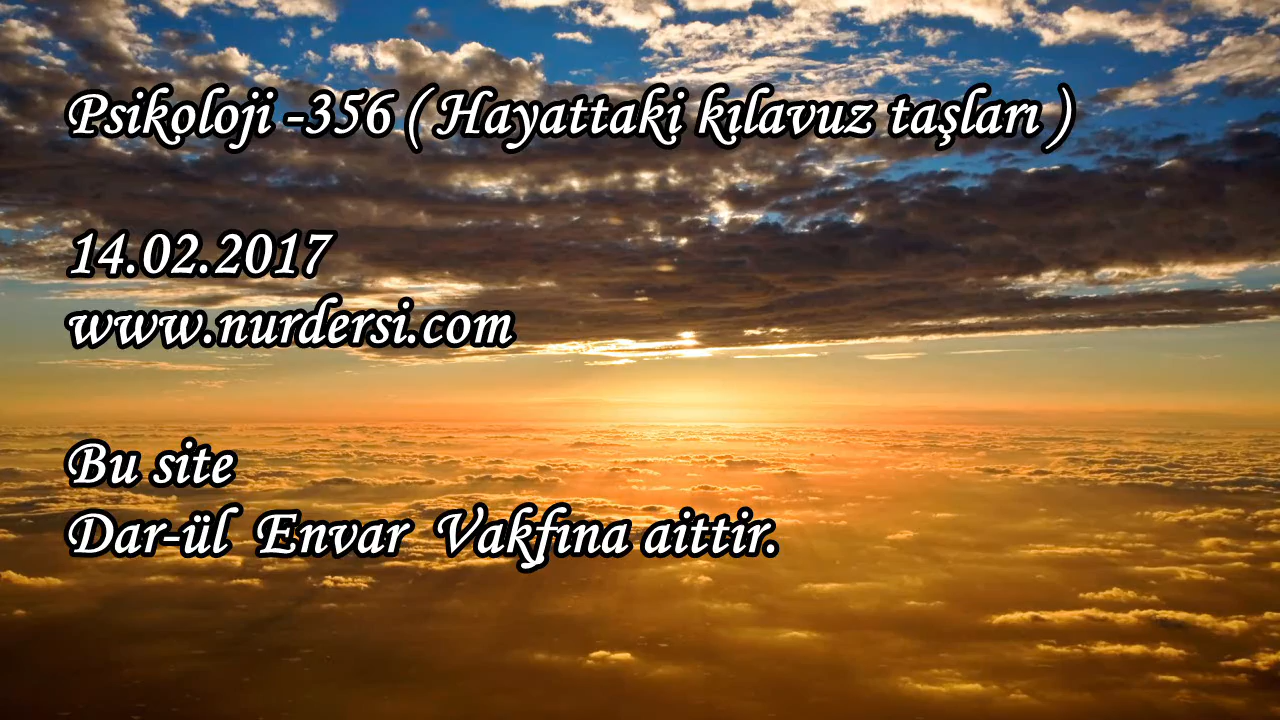 Psikoloji -356 ( Hayattaki kılavuz taşları )
14.02.2017
www.nurdersi.com
Bu site
Dar-ül Envar Vakfına aittir.